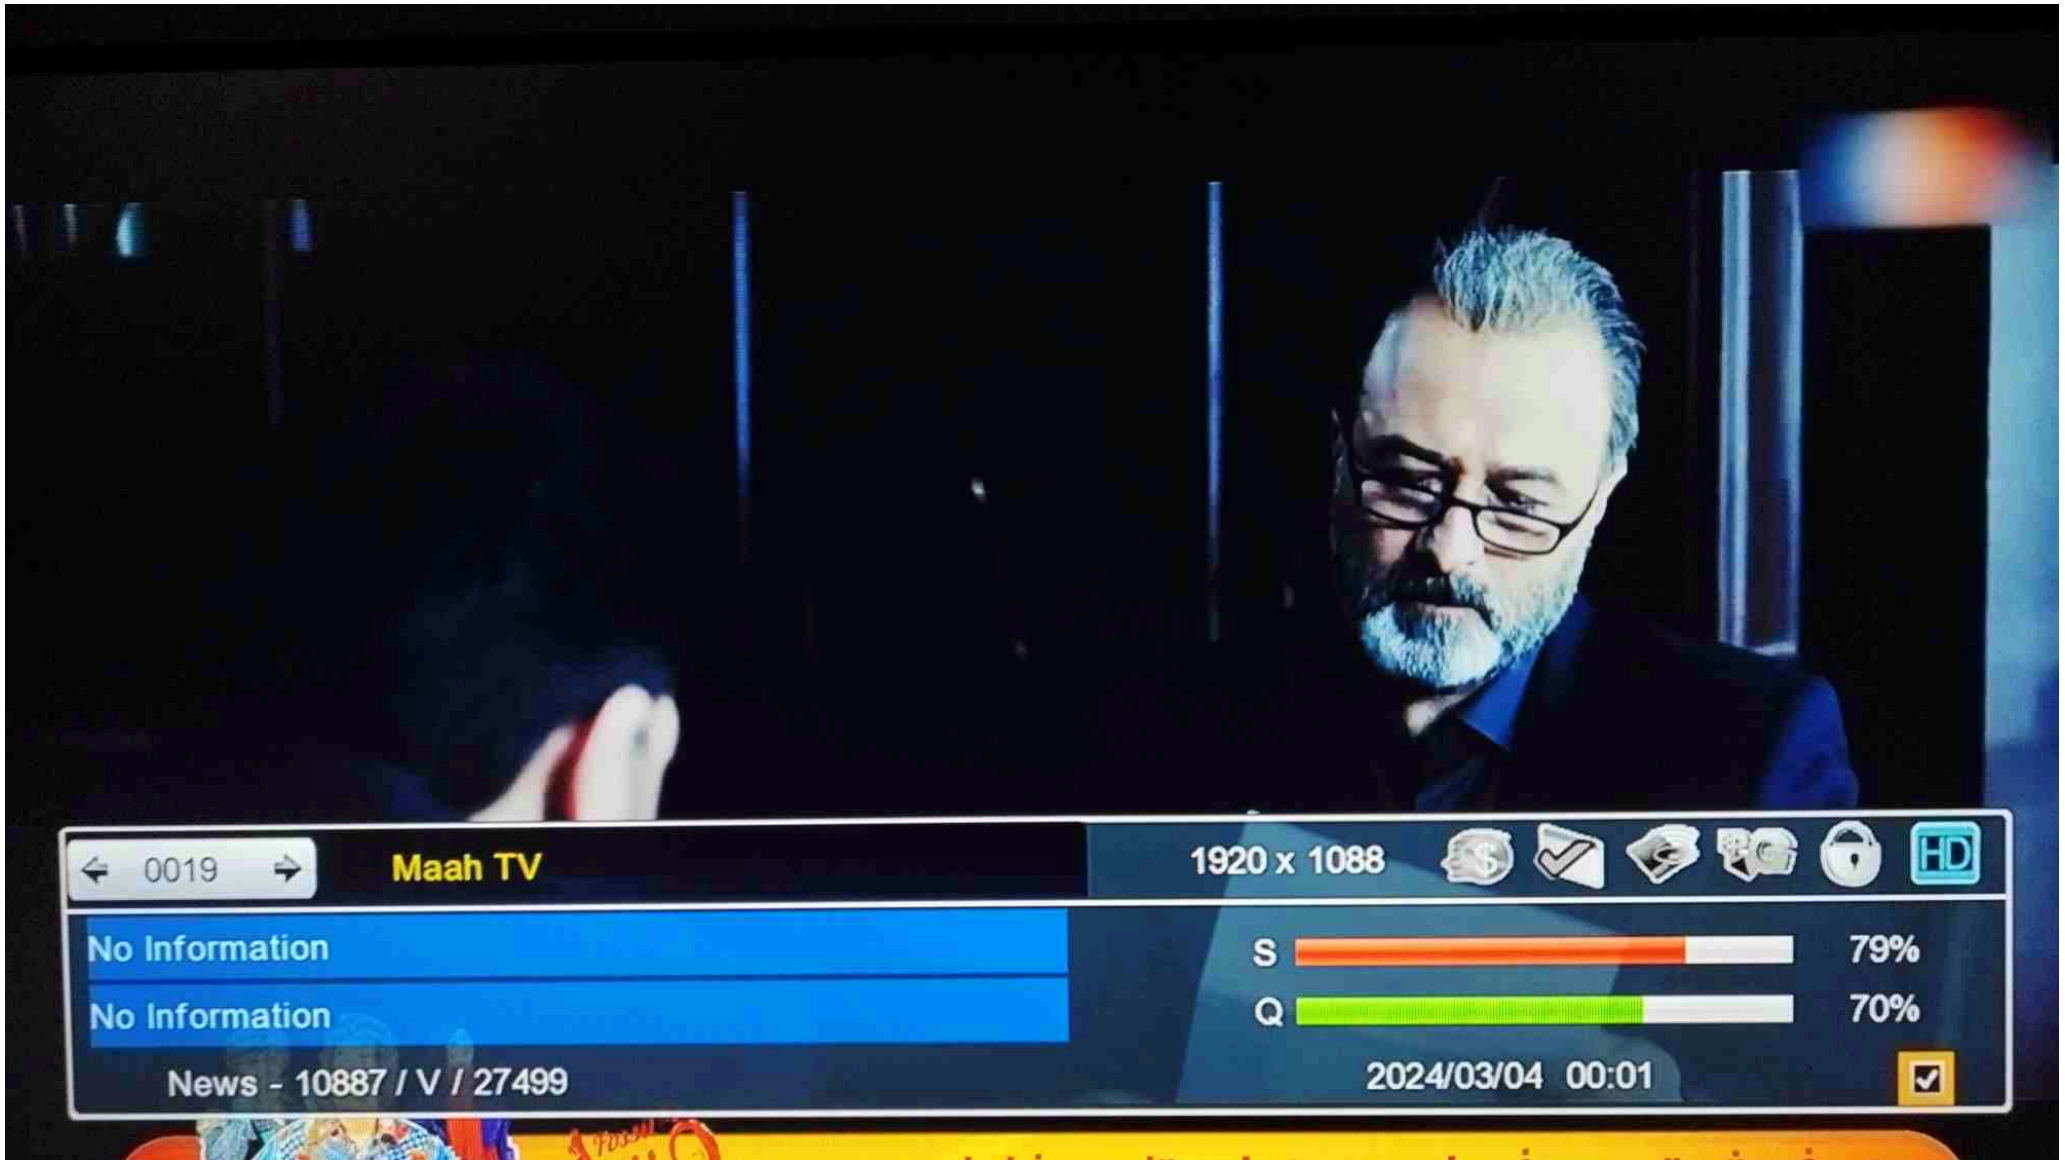 0019 Maah TV 1920 x 1088 HD
No Information
S 79%
No Information
Q 70%
News - 10887 / V / 27499 2024/03/04 00:01